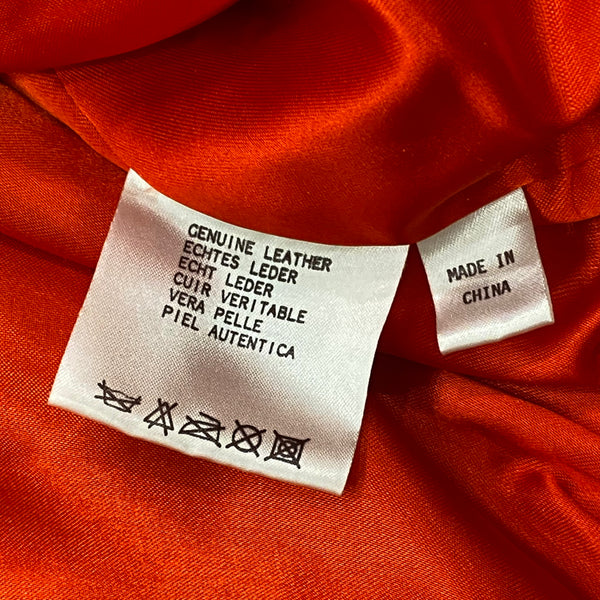 GENUINE LEATHER
ECHTES LEDER
ECHT LEDER
CUIR VERITABLE
VERA PELLE
PIEL AUTENTICA
MADE IN
CHINA